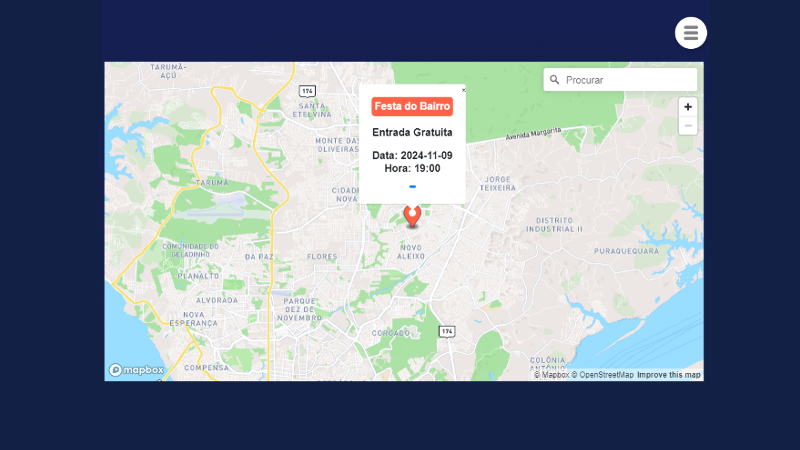 TARUMÃ-
AÇÚ
174
SANTA
ETELVINA
Procurar
Festa do Bairro
Entrada Gratuita
Data: 2024-11-09
Hora: 19:00
+
Avenida Margarita
MONTE DAS
OLIVEIRAS
TARUMÃ
CIDADE
NOVA
JORGE
TEIXEIRA
DISTRITO
INDUSTRIAL II
COMUNIDADE DO
GELADINHO
DA PAZ
FLORES
NOVO
ALEIXO
PURAQUEQUARA
PLANALTO
ALVORADA
PARQUE
DEZ DE
NOVEMBRO
NOVA
ESPERANÇA
COROADO
174
COMPENSA
COLÔNIA
ANTÔNIO
mapbox
© Mapbox © OpenStreetMap Improve this map